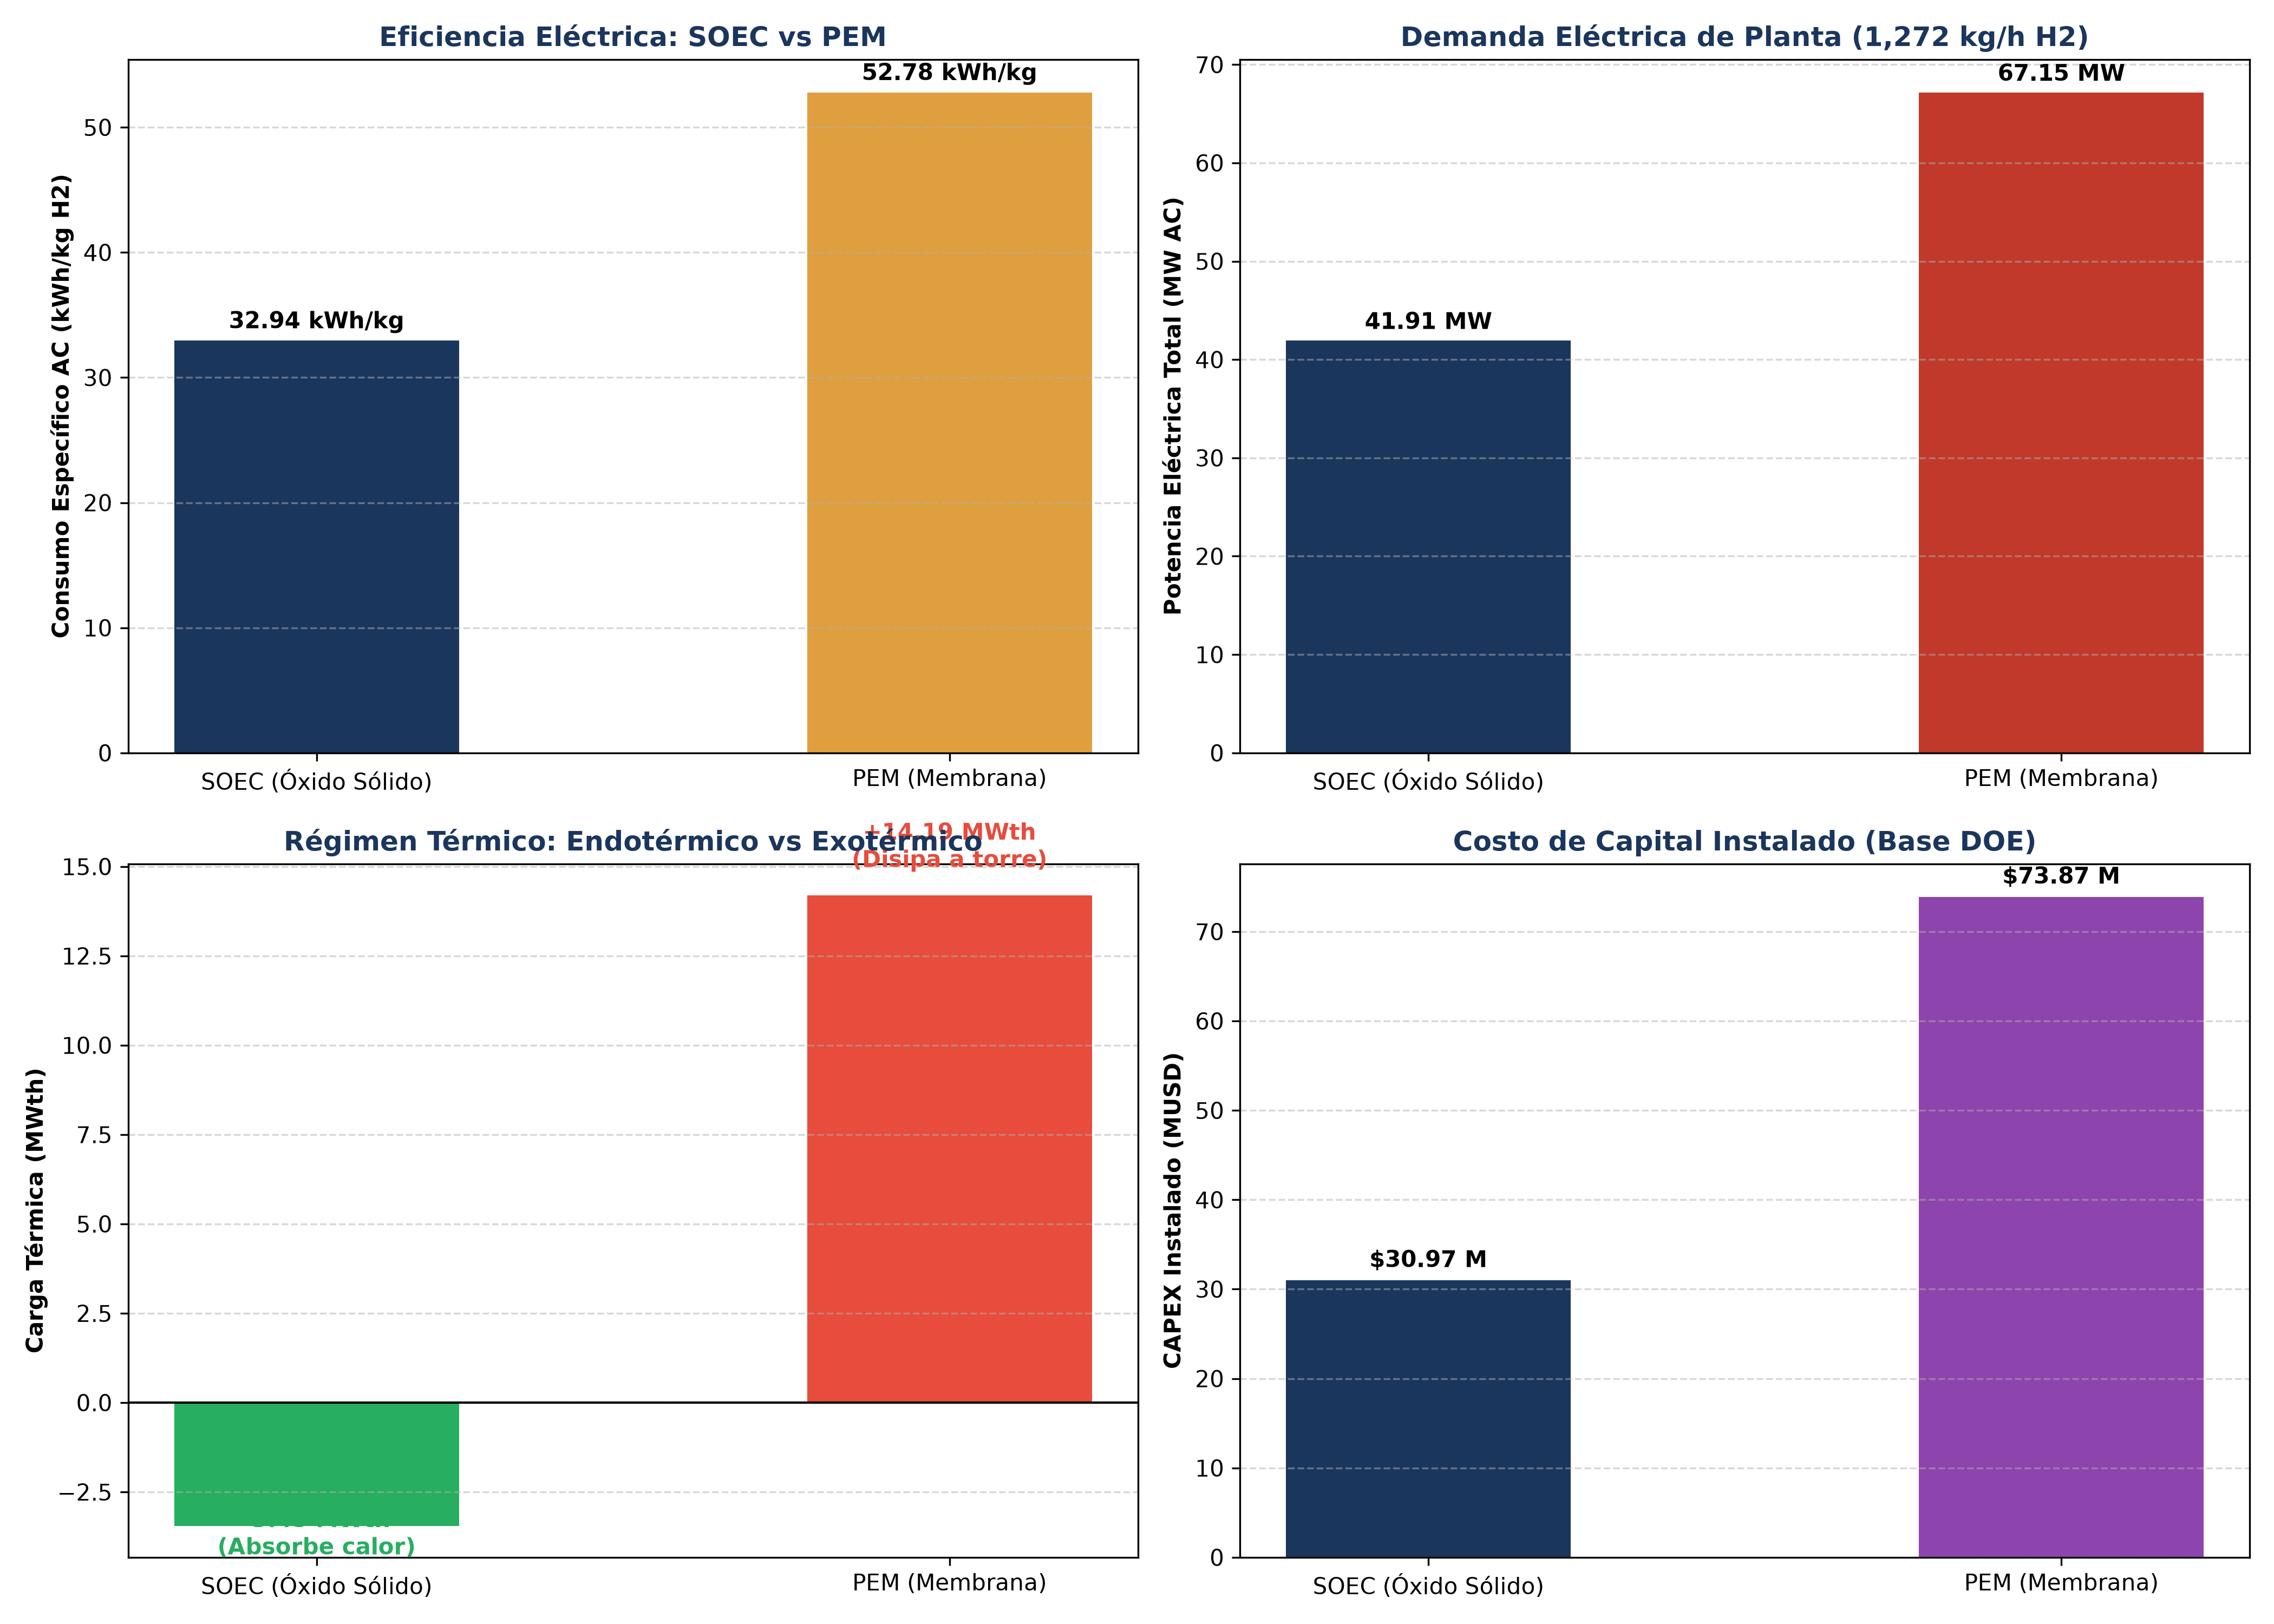 Eficiencia Eléctrica: SOEC vs PEM
Consumo Específico AC (kWh/kg H2)
50
40
30
20
10
0
32.94 kWh/kg
52.78 kWh/kg
SOEC (Óxido Sólido)
PEM (Membrana)
Demanda Eléctrica de Planta (1,272 kg/h H2)
Potencia Eléctrica Total (MW AC)
70
60
50
40
30
20
10
0
41.91 MW
67.15 MW
SOEC (Óxido Sólido)
PEM (Membrana)
Régimen Térmico: Endotérmico vs Exotérmico
Carga Térmica (MWth)
15.0
12.5
10.0
7.5
5.0
2.5
0.0
−2.5
+14.19 MWth
(Disipa a torre)
(Absorbe calor)
SOEC (Óxido Sólido)
PEM (Membrana)
Costo de Capital Instalado (Base DOE)
CAPEX Instalado (MUSD)
70
60
50
40
30
20
10
0
$30.97 M
$73.87 M
SOEC (Óxido Sólido)
PEM (Membrana)